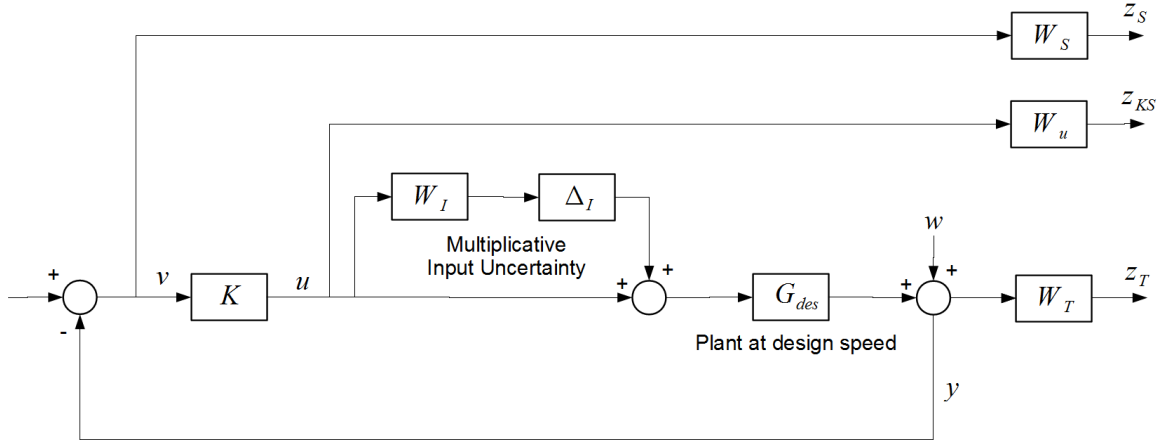 W_S
z_S
W_u
z_KS
W_I
Δ_I
Multiplicative
Input Uncertainty
w
+
+
v
K
u
+
+
G_des
+
+
W_T
z_T
-
Plant at design speed
y